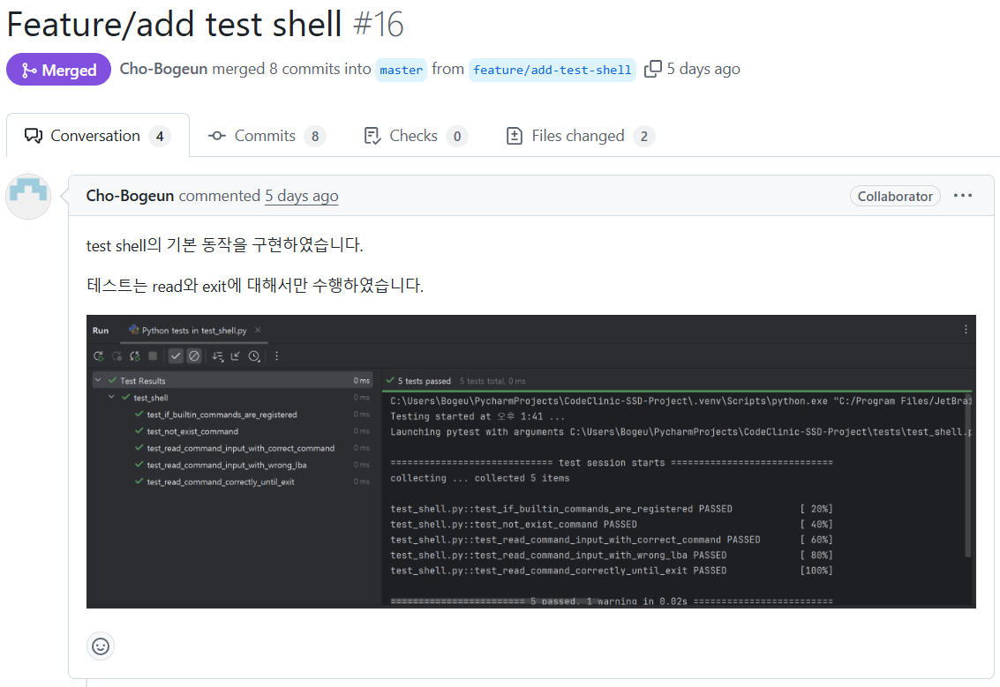 Feature/add test shell #16
Merged Cho-Bogeun merged 8 commits into master from feature/add-test-shell 5 days ago
Conversation 4 Commits 8 Checks 0 Files changed 2
Cho-Bogeun commented 5 days ago Collaborator
test shell의 기본 동작을 구현하였습니다.
테스트는 read와 exit에 대해서만 수행하였습니다.
Run Python tests in test_shell.py
Test Results 0 ms
test_shell 0 ms
test_if_builtin_commands_are_registered 0 ms
test_not_exist_command 0 ms
test_read_command_input_with_correct_command 0 ms
test_read_command_input_with_wrong_lba 0 ms
test_read_command_correctly_until_exit 0 ms
5 tests passed 5 tests total, 0 ms
C:\Users\Bogeu\PycharmProjects\CodeClinic-SSD-Project\.venv\Scripts\python.exe "C:/Program Files/JetBrai
Testing started at 오후 1:41 ...
Launching pytest with arguments C:\Users\Bogeu\PycharmProjects\CodeClinic-SSD-Project\tests\test_shell.p
============================= test session starts =============================
collecting ... collected 5 items
test_shell.py::test_if_builtin_commands_are_registered PASSED [ 20%]
test_shell.py::test_not_exist_command PASSED [ 40%]
test_shell.py::test_read_command_input_with_correct_command PASSED [ 60%]
test_shell.py::test_read_command_input_with_wrong_lba PASSED [ 80%]
test_shell.py::test_read_command_correctly_until_exit PASSED [100%]
======================== 5 passed, 1 warning in 0.02s =========================